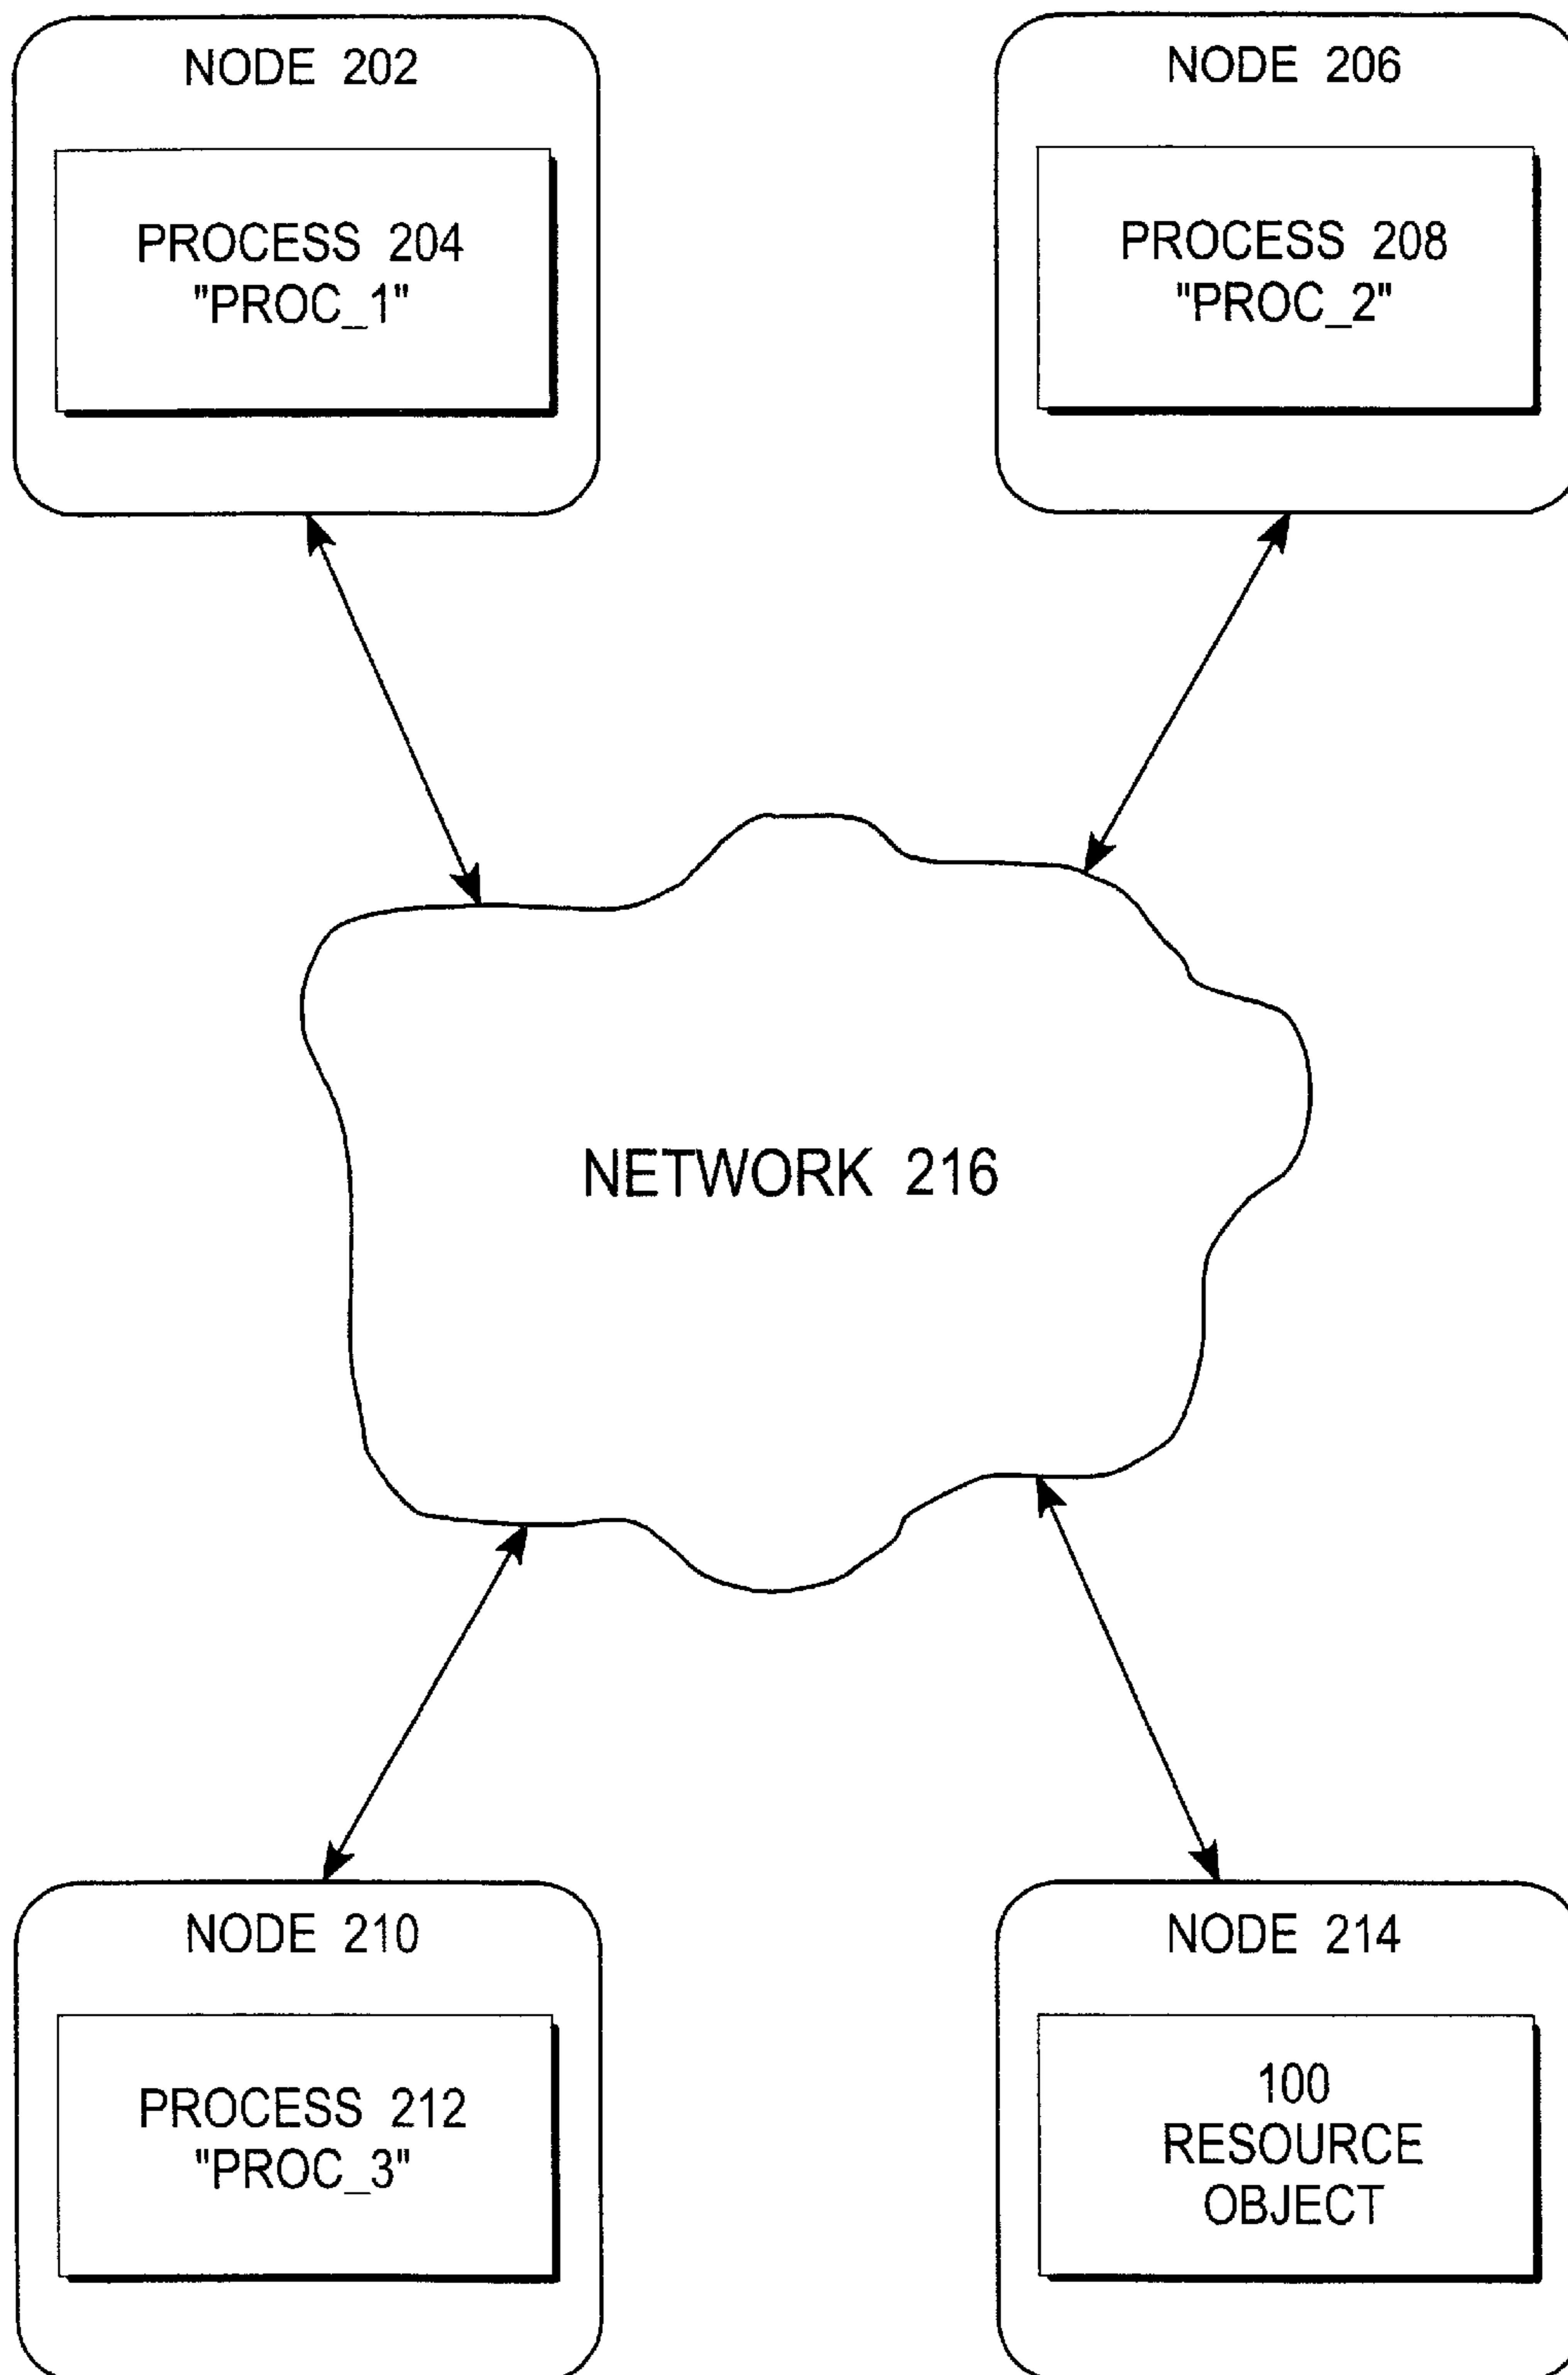 NODE 202
PROCESS 204
"PROC_1"
NODE 206
PROCESS 208
"PROC_2"
NETWORK 216
NODE 210
PROCESS 212
"PROC_3"
NODE 214
100
RESOURCE
OBJECT